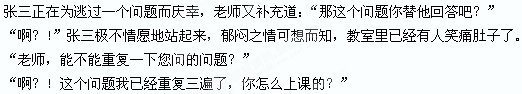 张三正在为逃过一个问题而庆幸，老师又补充道：“那这个问题你替他回答吧？”
“啊？！”张三极不情愿地站起来，郁闷之情可想而知，教室里已经有人笑痛肚子了。
“老师，能不能重复一下您问的问题？”
“啊？！这个问题我已经重复三遍了，你怎么上课的？”